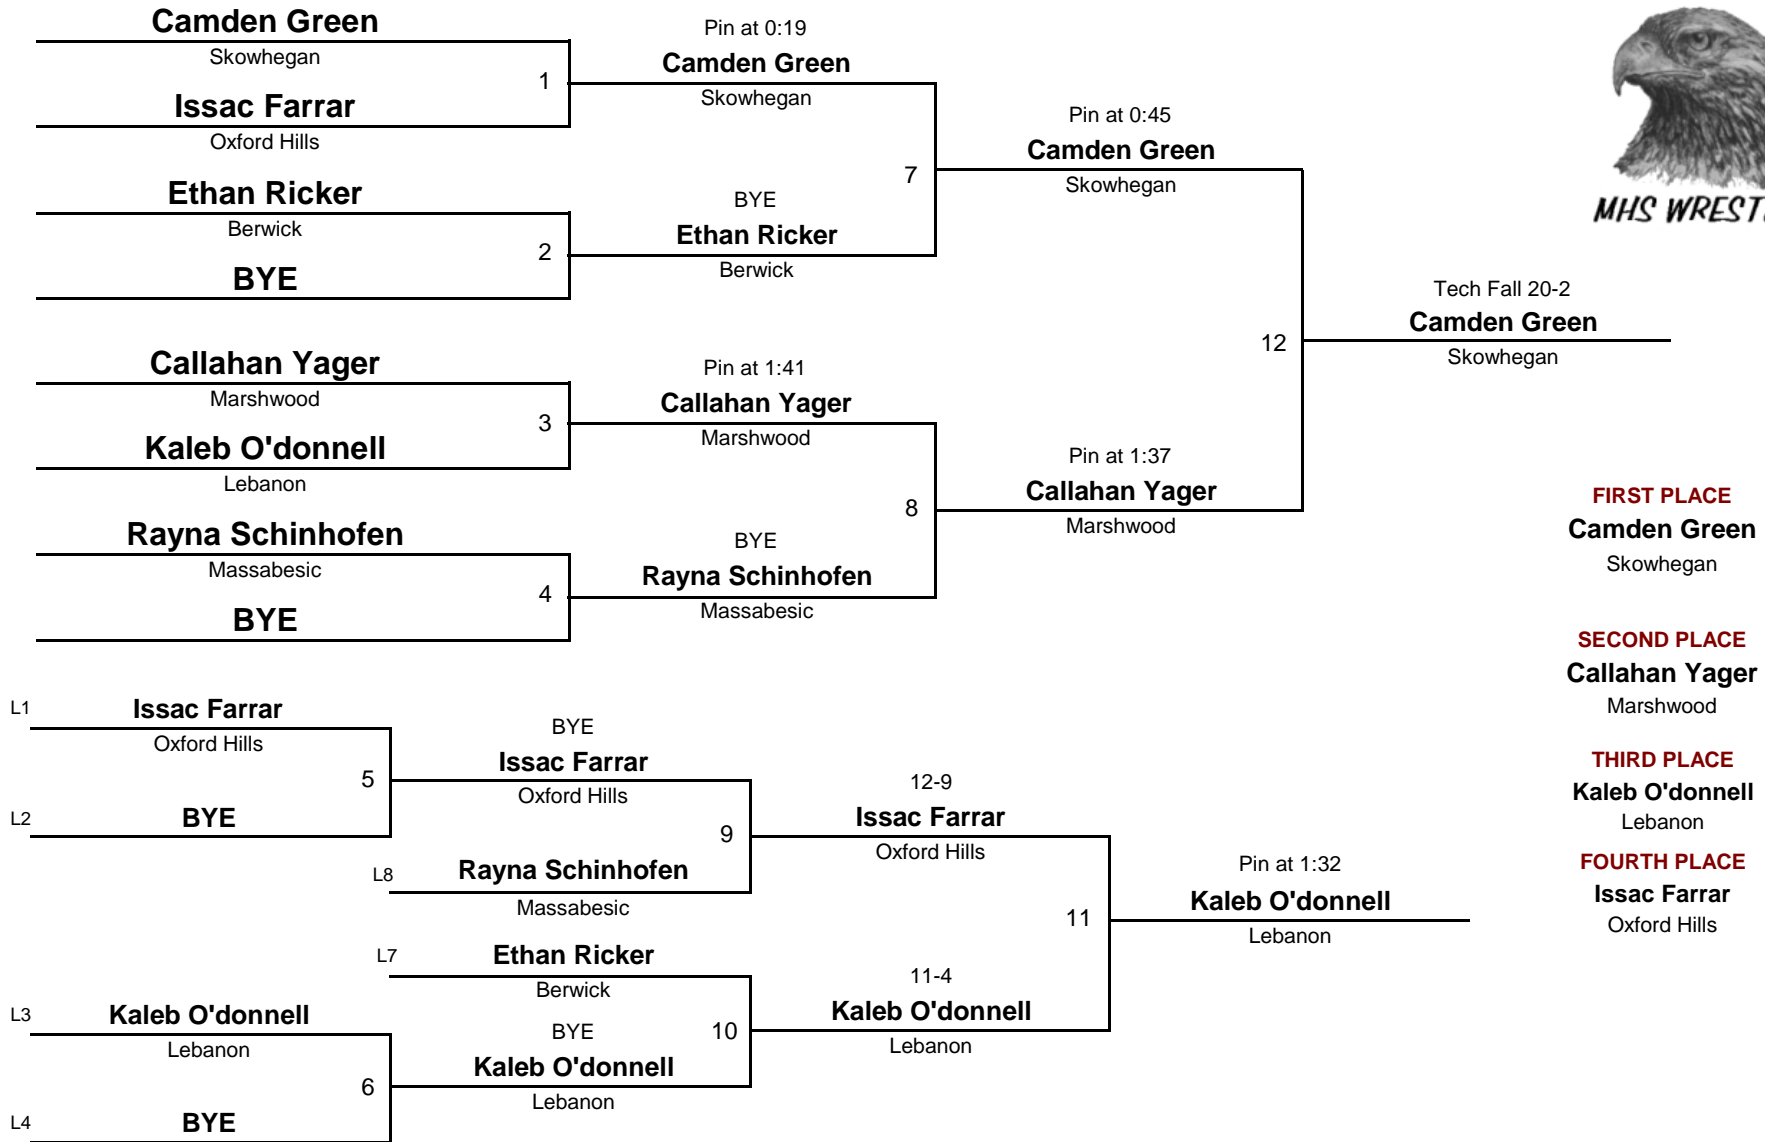 Camden Green
Skowhegan
1
Issac Farrar
Oxford Hills
Ethan Ricker
Berwick
2
BYE
Callahan Yager
Marshwood
3
Kaleb O'donnell
Lebanon
Rayna Schinhofen
Massabesic
4
BYE
Pin at 0:19
Camden Green
Skowhegan
7
BYE
Ethan Ricker
Berwick
Pin at 1:41
Callahan Yager
Marshwood
8
BYE
Rayna Schinhofen
Massabesic
Pin at 0:45
Camden Green
Skowhegan
12
Pin at 1:37
Callahan Yager
Marshwood
Tech Fall 20-2
Camden Green
Skowhegan
MHS WREST
FIRST PLACE
Camden Green
Skowhegan
SECOND PLACE
Callahan Yager
Marshwood
THIRD PLACE
Kaleb O'donnell
Lebanon
FOURTH PLACE
Issac Farrar
Oxford Hills
L1
Issac Farrar
Oxford Hills
5
L2
BYE
BYE
Issac Farrar
Oxford Hills
9
L8
Rayna Schinhofen
Massabesic
L7
Ethan Ricker
Berwick
10
L3
Kaleb O'donnell
Lebanon
6
L4
BYE
BYE
Kaleb O'donnell
Lebanon
12-9
Issac Farrar
Oxford Hills
11
11-4
Kaleb O'donnell
Lebanon
Pin at 1:32
Kaleb O'donnell
Lebanon